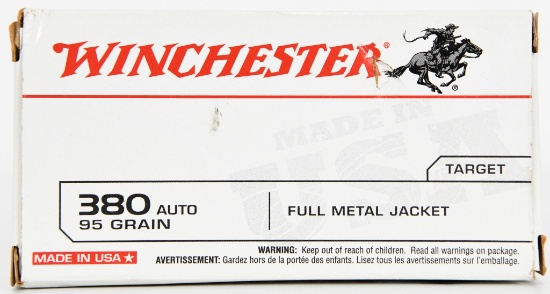 WINCHESTER®
®
MADE IN
USA
TARGET
380 AUTO
95 GRAIN
FULL METAL JACKET
MADE IN USA★
WARNING: Keep out of reach of children. Read all warnings on package.
AVERTISSEMENT: Gardez hors de la portée des enfants. Lisez tous les avertissements sur l'emballage.